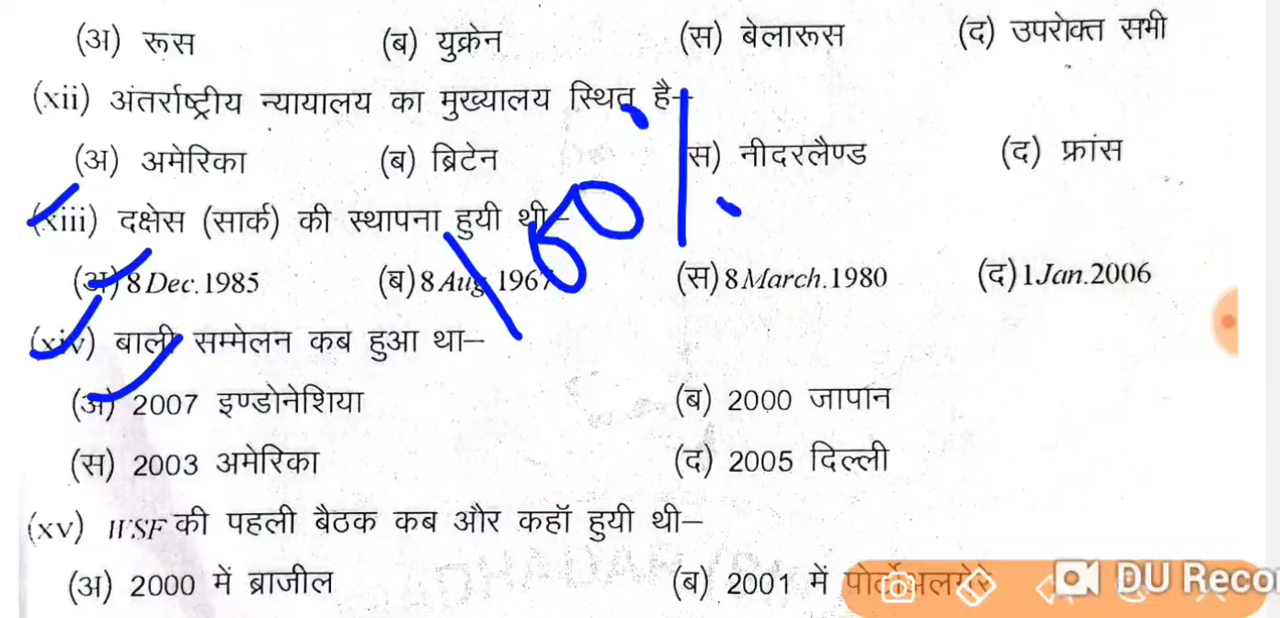 (अ) रूस (ब) युक्रेन (स) बेलारूस (द) उपरोक्त सभी
(xii) अंतर्राष्ट्रीय न्यायालय का मुख्यालय स्थित है–
(अ) अमेरिका (ब) ब्रिटेन स) नीदरलैण्ड (द) फ्रांस
(xiii) दक्षेस (सार्क) की स्थापना हुयी थी–
(अ) 8 Dec. 1985 (ब) 8 Aug. 1967 (स) 8 March. 1980 (द) 1 Jan. 2006
(xiv) बाली सम्मेलन कब हुआ था–
(अ) 2007 इण्डोनेशिया (ब) 2000 जापान
(स) 2003 अमेरिका (द) 2005 दिल्ली
(xv) WSF की पहली बैठक कब और कहॉ हुयी थी–
(अ) 2000 में ब्राजील (ब) 2001 में
DU Recor
100%